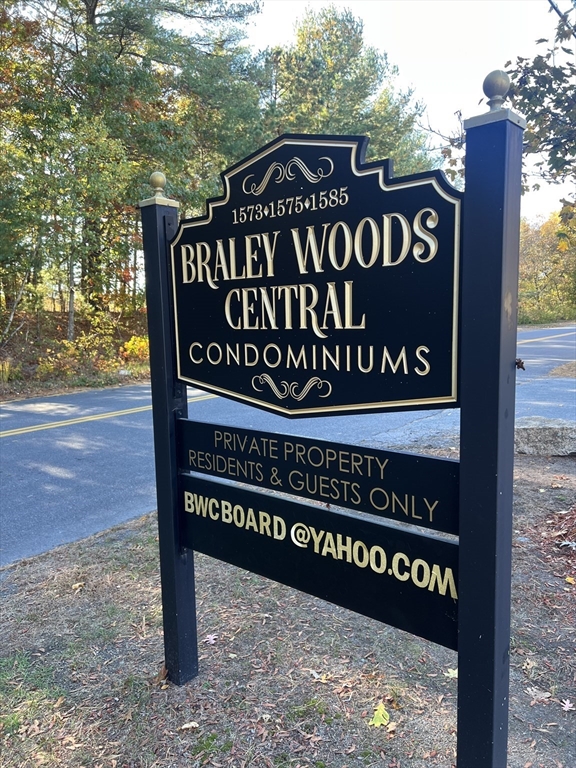 1573♦1575♦1585
BRALEY WOODS
CENTRAL
CONDOMINIUMS
PRIVATE PROPERTY
RESIDENTS & GUESTS ONLY
BWCBOARD@YAHOO.COM